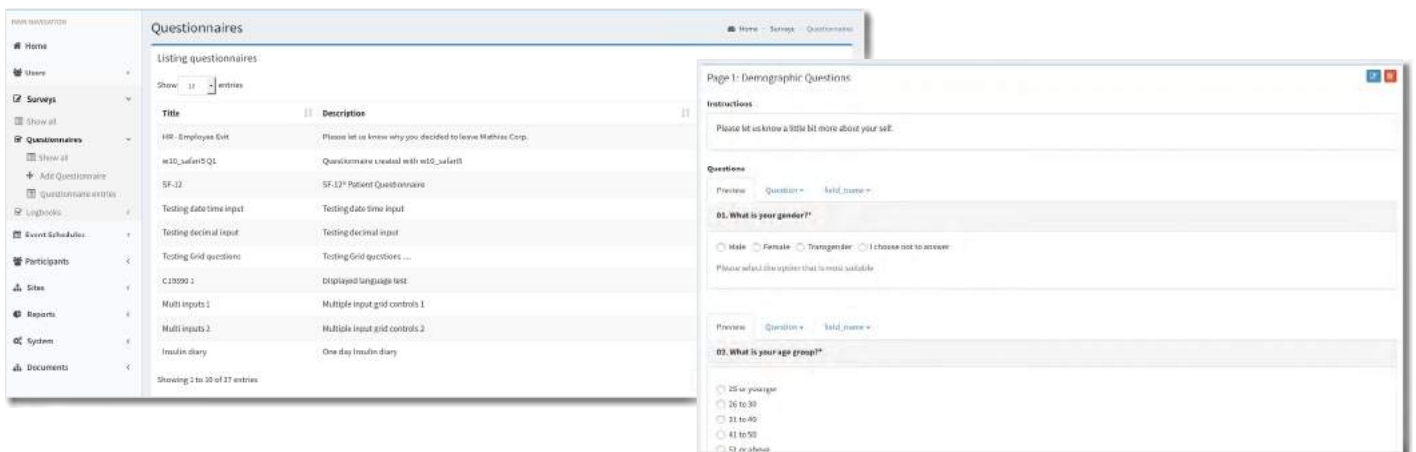 MAIN NAVIGATION
Home
Users
Surveys
Show all
Questionnaires
Show all
Add Questionnaire
Questionnaire entries
Logbooks
Event Schedules
Participants
Sites
Reports
System
Documents
Questionnaires
Home Surveys Questionnaires
Listing questionnaires
Show 10 entries
Title Description
HR - Employee Exit Please let us know why you decided to leave Mathias Corp.
w10_safari5 Q1 Questionnaire created with w10_safari5
SF-12 SF-12® Patient Questionnaire
Testing date time input Testing date time input
Testing decimal input Testing decimal input
Testing Grid questions Testing Grid questions ...
Displayed language test
Multi inputs 1 Multiple input grid controls 1
Multi inputs 2 Multiple input grid controls 2
Insulin diary One day Insulin diary
Showing 1 to 10 of 27 entries
Page 1: Demographic Questions
Instructions
Please let us know a little bit more about your self.
Questions
Preview Question field_name
01. What is your gender?*
Male Female Transgender I choose not to answer
Please select the option that is most suitable
Preview Question field_name
02. What is your age group?*
25 or younger
26 to 30
31 to 40
41 to 50
51 or above